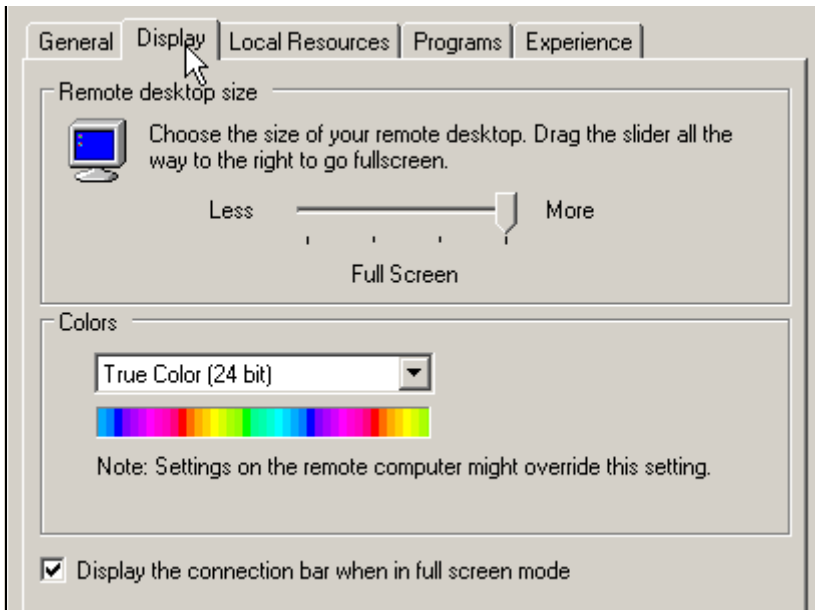 General Display Local Resources Programs Experience
Remote desktop size
Choose the size of your remote desktop. Drag the slider all the
way to the right to go fullscreen.
Less More
Full Screen
Colors
True Color (24 bit)
Note: Settings on the remote computer might override this setting.
Display the connection bar when in full screen mode